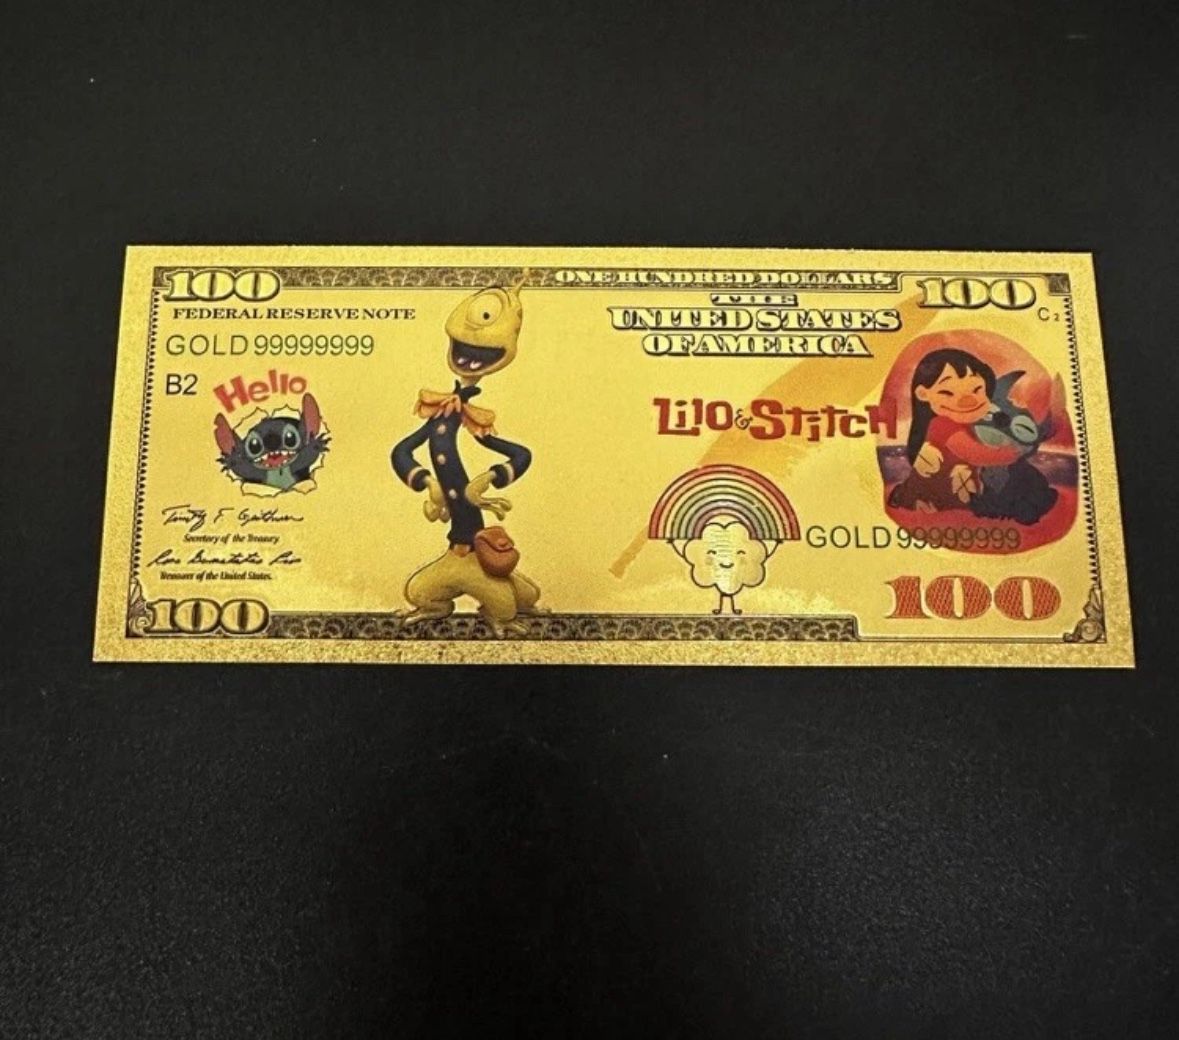 100
ONE HUNDRED DOLLARS
100
FEDERAL RESERVE NOTE
THE
UNITED STATES
OF AMERICA
C2
GOLD 99999999
B2
Hello
Lilo & Stitch
Secretary of the Treasury
Treasurer of the United States.
GOLD 99999999
100
100